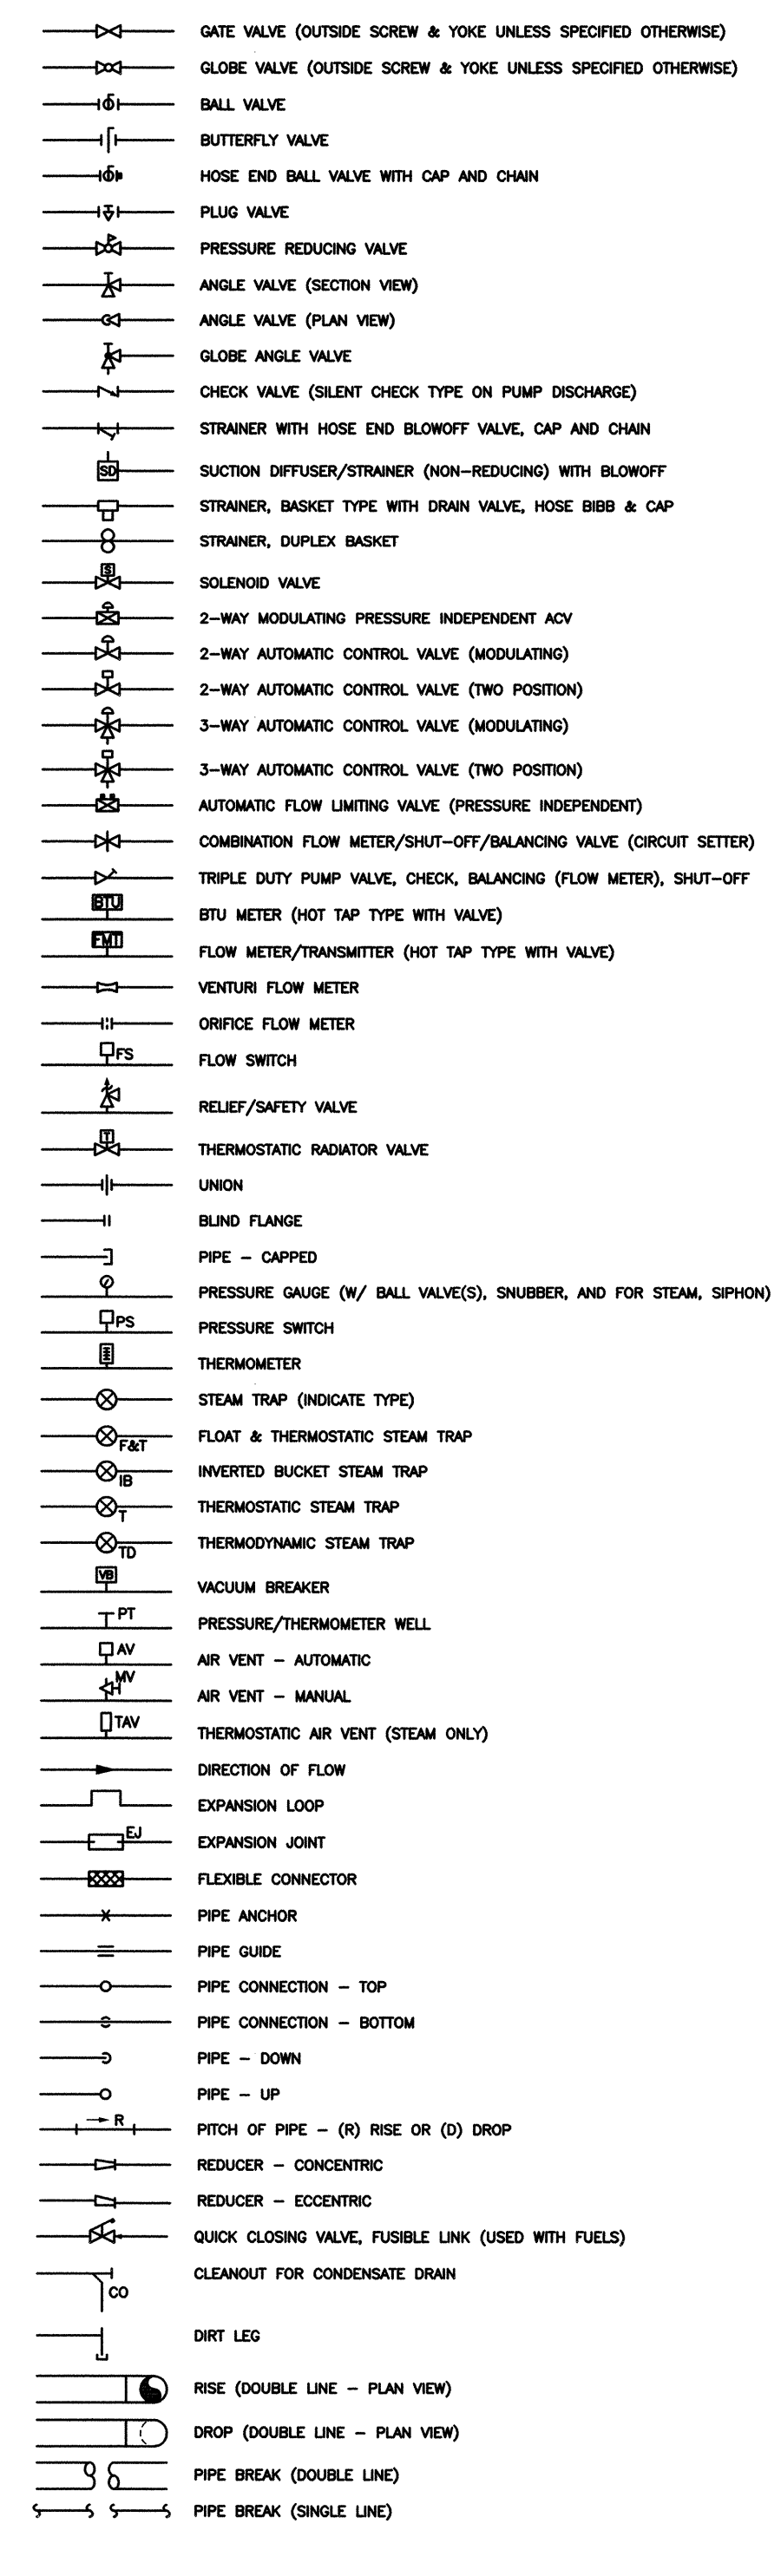 GATE VALVE (OUTSIDE SCREW & YOKE UNLESS SPECIFIED OTHERWISE)
GLOBE VALVE (OUTSIDE SCREW & YOKE UNLESS SPECIFIED OTHERWISE)
BALL VALVE
BUTTERFLY VALVE
HOSE END BALL VALVE WITH CAP AND CHAIN
PLUG VALVE
PRESSURE REDUCING VALVE
ANGLE VALVE (SECTION VIEW)
ANGLE VALVE (PLAN VIEW)
GLOBE ANGLE VALVE
CHECK VALVE (SILENT CHECK TYPE ON PUMP DISCHARGE)
STRAINER WITH HOSE END BLOWOFF VALVE, CAP AND CHAIN
SD SUCTION DIFFUSER/STRAINER (NON-REDUCING) WITH BLOWOFF
STRAINER, BASKET TYPE WITH DRAIN VALVE, HOSE BIBB & CAP
STRAINER, DUPLEX BASKET
S SOLENOID VALVE
2-WAY MODULATING PRESSURE INDEPENDENT ACV
2-WAY AUTOMATIC CONTROL VALVE (MODULATING)
2-WAY AUTOMATIC CONTROL VALVE (TWO POSITION)
3-WAY AUTOMATIC CONTROL VALVE (MODULATING)
3-WAY AUTOMATIC CONTROL VALVE (TWO POSITION)
AUTOMATIC FLOW LIMITING VALVE (PRESSURE INDEPENDENT)
COMBINATION FLOW METER/SHUT-OFF/BALANCING VALVE (CIRCUIT SETTER)
TRIPLE DUTY PUMP VALVE, CHECK, BALANCING (FLOW METER), SHUT-OFF
BTU BTU METER (HOT TAP TYPE WITH VALVE)
FMT FLOW METER/TRANSMITTER (HOT TAP TYPE WITH VALVE)
VENTURI FLOW METER
ORIFICE FLOW METER
FS FLOW SWITCH
RELIEF/SAFETY VALVE
T THERMOSTATIC RADIATOR VALVE
UNION
BLIND FLANGE
PIPE - CAPPED
PRESSURE GAUGE (W/ BALL VALVE(S), SNUBBER, AND FOR STEAM, SIPHON)
PS PRESSURE SWITCH
THERMOMETER
STEAM TRAP (INDICATE TYPE)
F&T FLOAT & THERMOSTATIC STEAM TRAP
IB INVERTED BUCKET STEAM TRAP
T THERMOSTATIC STEAM TRAP
TD THERMODYNAMIC STEAM TRAP
VB VACUUM BREAKER
PT PRESSURE/THERMOMETER WELL
AV AIR VENT - AUTOMATIC
MV AIR VENT - MANUAL
TAV THERMOSTATIC AIR VENT (STEAM ONLY)
DIRECTION OF FLOW
EXPANSION LOOP
EJ EXPANSION JOINT
FLEXIBLE CONNECTOR
PIPE ANCHOR
PIPE GUIDE
PIPE CONNECTION - TOP
PIPE CONNECTION - BOTTOM
PIPE - DOWN
PIPE - UP
R PITCH OF PIPE - (R) RISE OR (D) DROP
REDUCER - CONCENTRIC
REDUCER - ECCENTRIC
QUICK CLOSING VALVE, FUSIBLE LINK (USED WITH FUELS)
CLEANOUT FOR CONDENSATE DRAIN
CO
DIRT LEG
RISE (DOUBLE LINE - PLAN VIEW)
DROP (DOUBLE LINE - PLAN VIEW)
PIPE BREAK (DOUBLE LINE)
PIPE BREAK (SINGLE LINE)